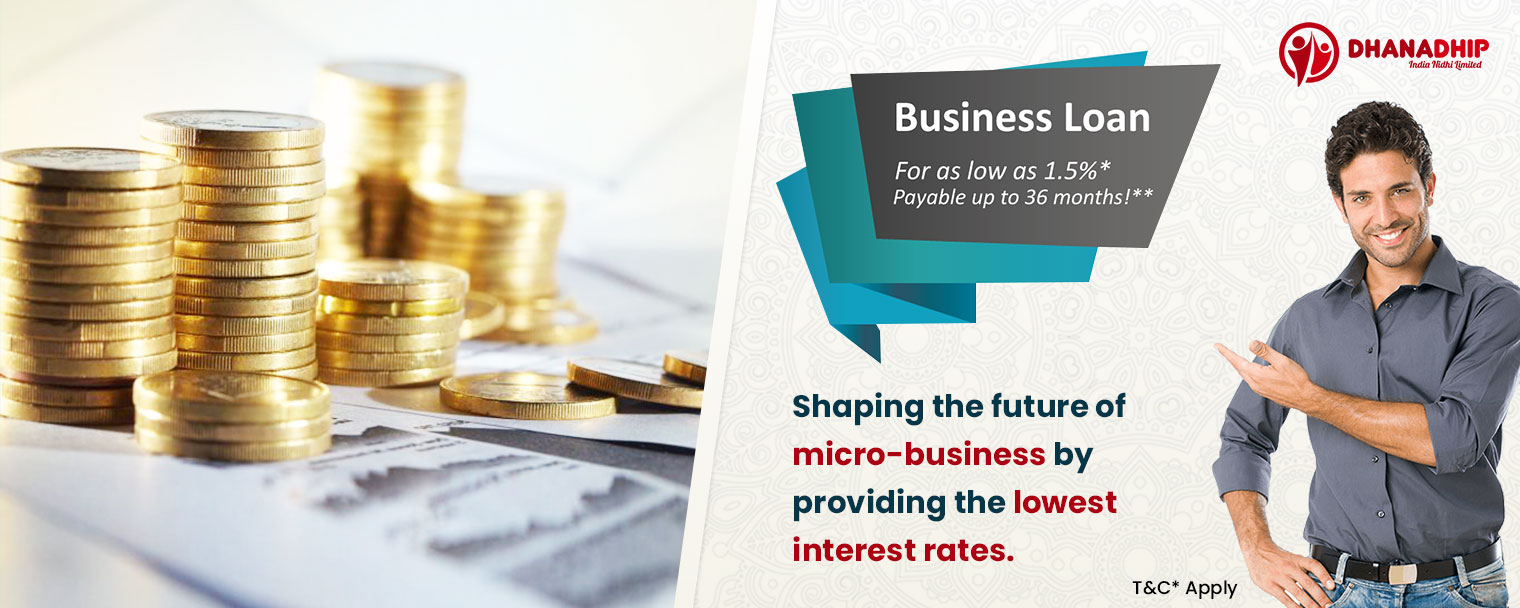 DHANADHIP
India Nidhi Limited
Business Loan
For as low as 1.5%*
Payable up to 36 months!**
Shaping the future of
micro-business by
providing the lowest
interest rates.
T&C* Apply